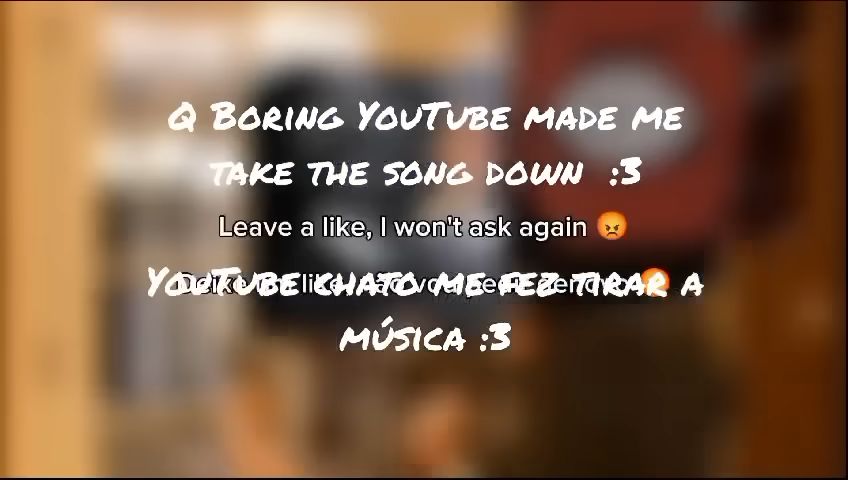 Q Boring YouTube made me
take the song down :3
Leave a like, I won't ask again 😡
YouTube chato me fez tirar a
música :3